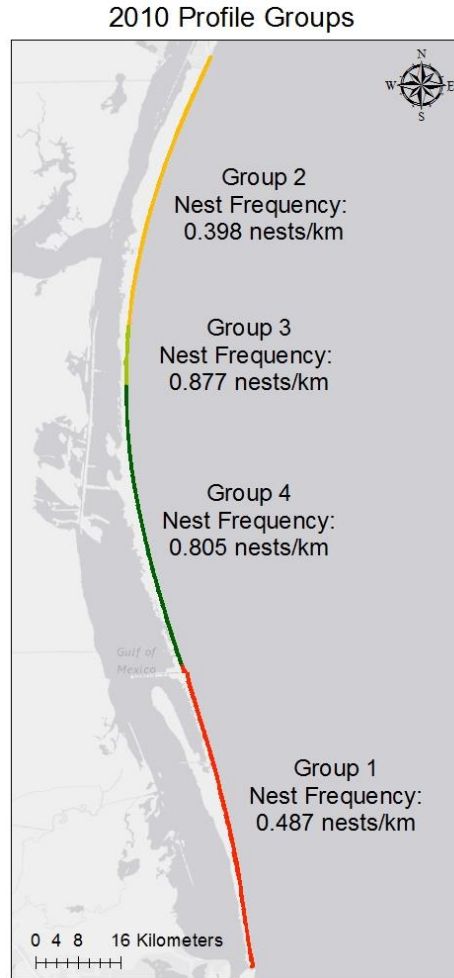 2010 Profile Groups
N
W E
S
Group 2
Nest Frequency:
0.398 nests/km
Group 3
Nest Frequency:
0.877 nests/km
Group 4
Nest Frequency:
0.805 nests/km
Gulf of
Mexico
Group 1
Nest Frequency:
0.487 nests/km
0 4 8 16 Kilometers